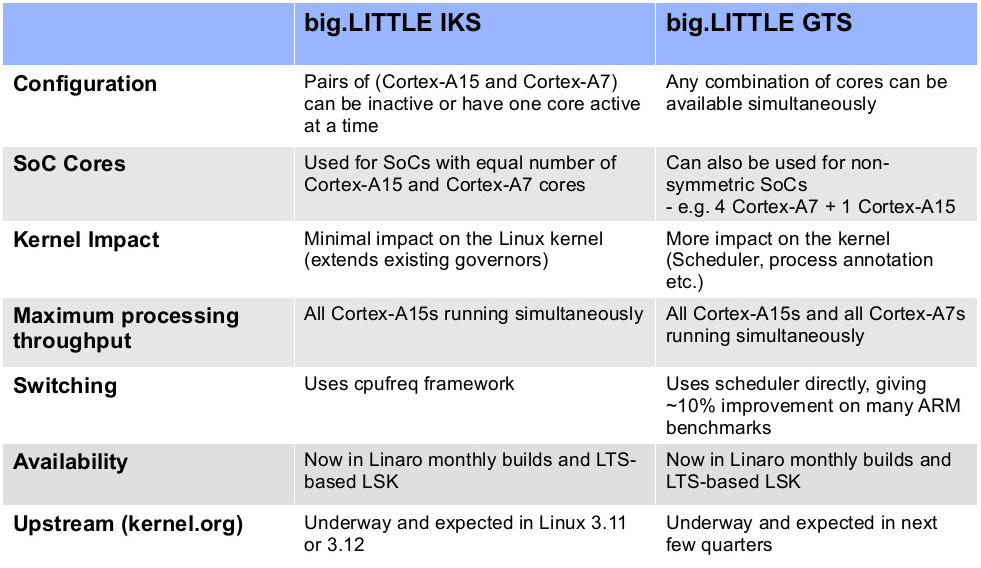 big.LITTLE IKS
big.LITTLE GTS
Configuration
Pairs of (Cortex-A15 and Cortex-A7)
can be inactive or have one core active
at a time
Any combination of cores can be
available simultaneously
SoC Cores
Used for SoCs with equal number of
Cortex-A15 and Cortex-A7 cores
Can also be used for non-
symmetric SoCs
- e.g. 4 Cortex-A7 + 1 Cortex-A15
Kernel Impact
Minimal impact on the Linux kernel
(extends existing governors)
More impact on the kernel
(Scheduler, process annotation
etc.)
Maximum processing
throughput
All Cortex-A15s running simultaneously
All Cortex-A15s and all Cortex-A7s
running simultaneously
Switching
Uses cpufreq framework
Uses scheduler directly, giving
~10% improvement on many ARM
benchmarks
Availability
Now in Linaro monthly builds and LTS-
based LSK
Now in Linaro monthly builds and
LTS-based LSK
Upstream (kernel.org)
Underway and expected in Linux 3.11
or 3.12
Underway and expected in next
few quarters